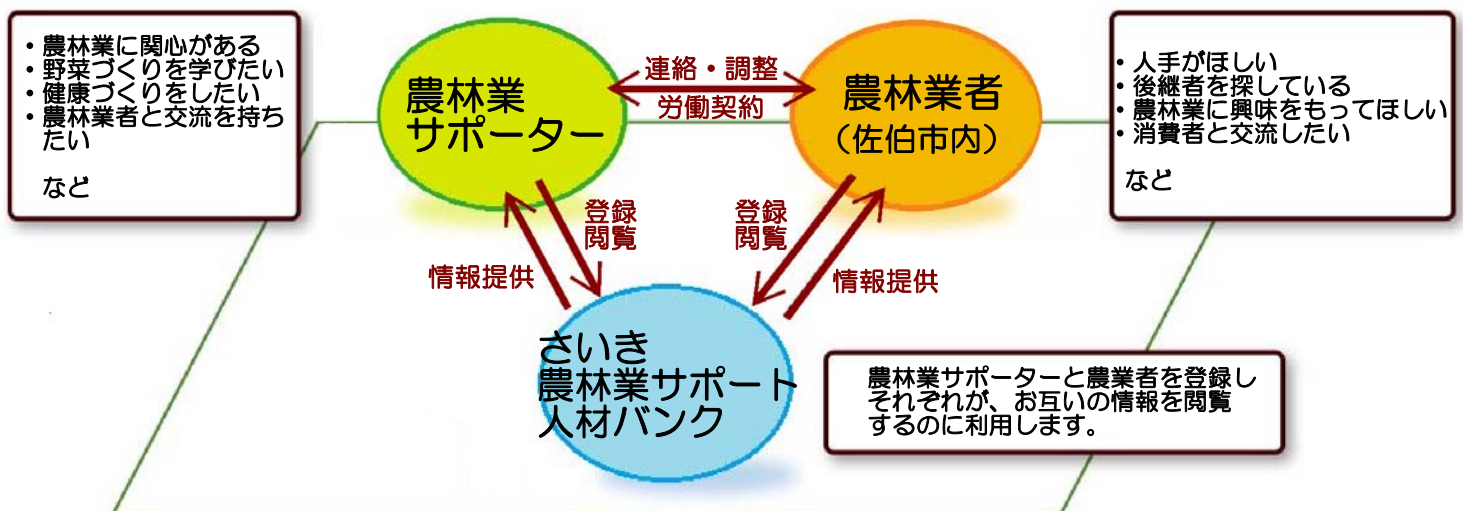 ・農林業に関心がある
・野菜づくりを学びたい
・健康づくりをしたい
・農林業者と交流を持ち
たい
など
農林業
サポーター
連絡・調整
労働契約
農林業者
（佐伯市内）
・人手がほしい
・後継者を探している
・農林業に興味をもってほしい
・消費者と交流したい
など
登録
閲覧
情報提供
登録
閲覧
情報提供
さいき
農林業サポート
人材バンク
農林業サポーターと農業者を登録し
それぞれが、お互いの情報を閲覧
するのに利用します。